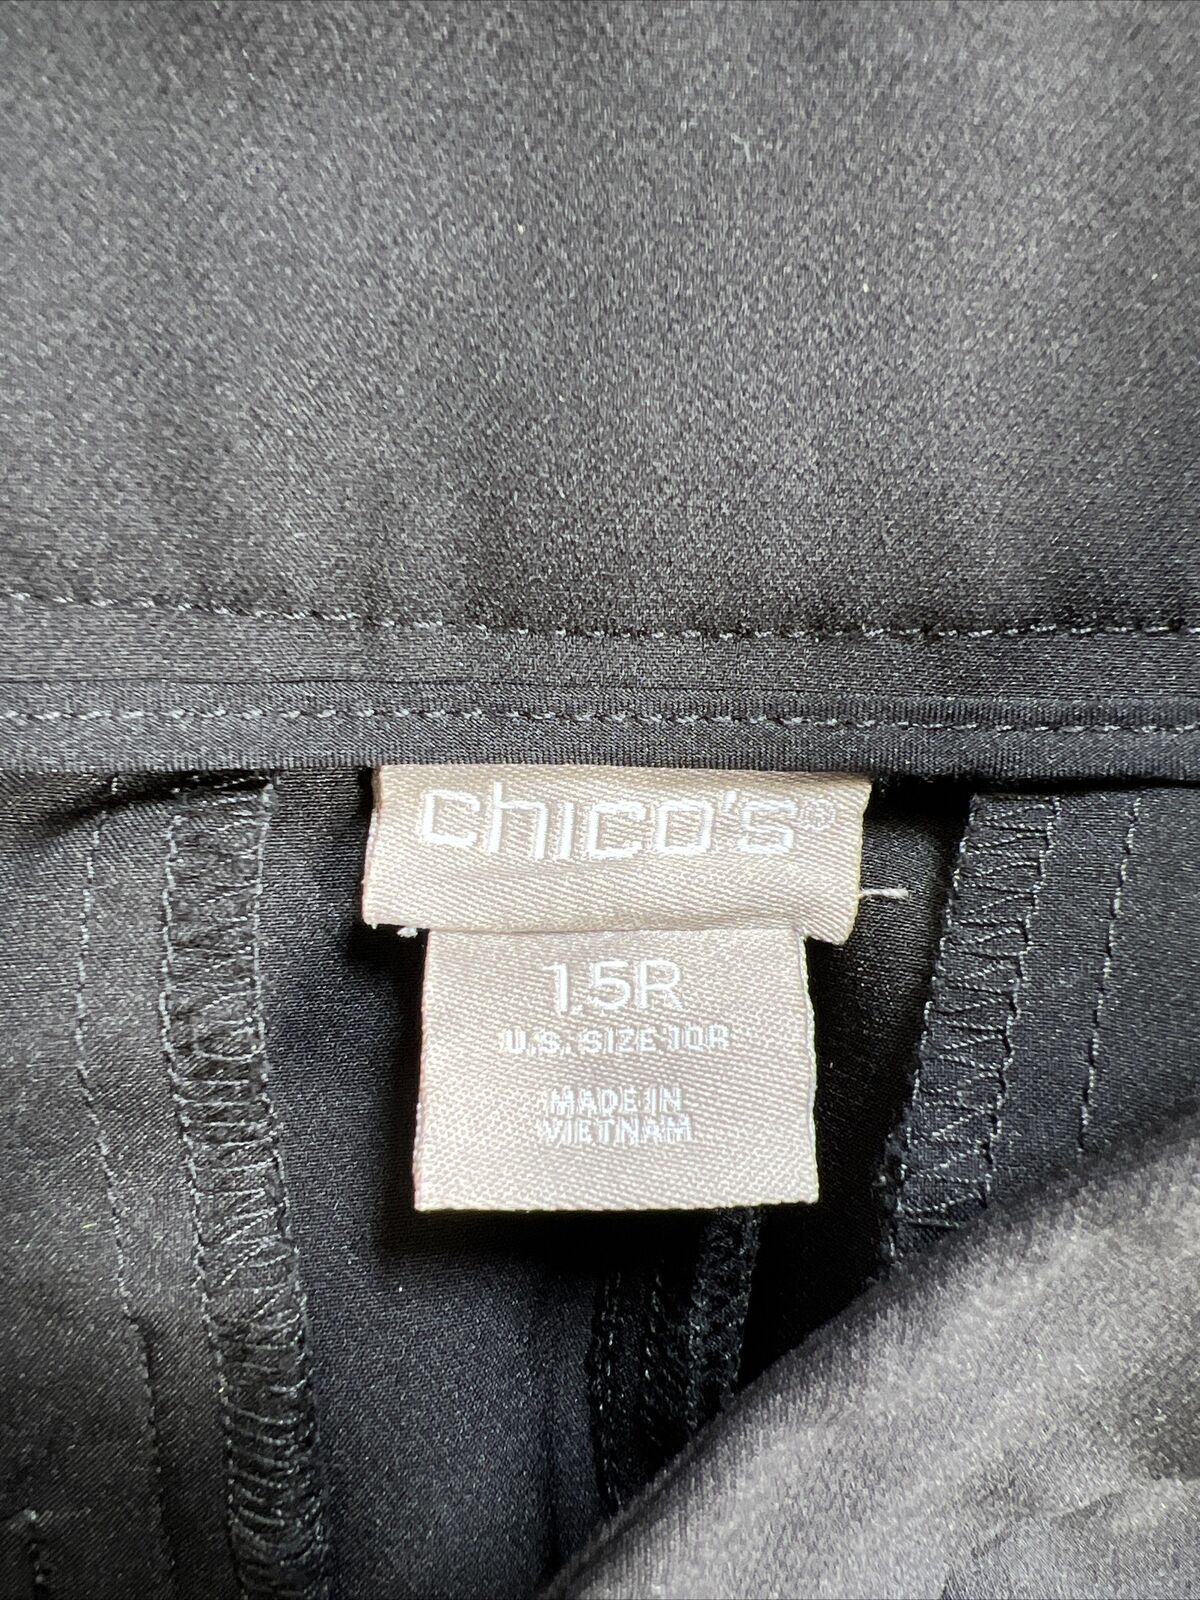 chico's®
1.5R
U.S. SIZE 10R
MADE IN
VIETNAM